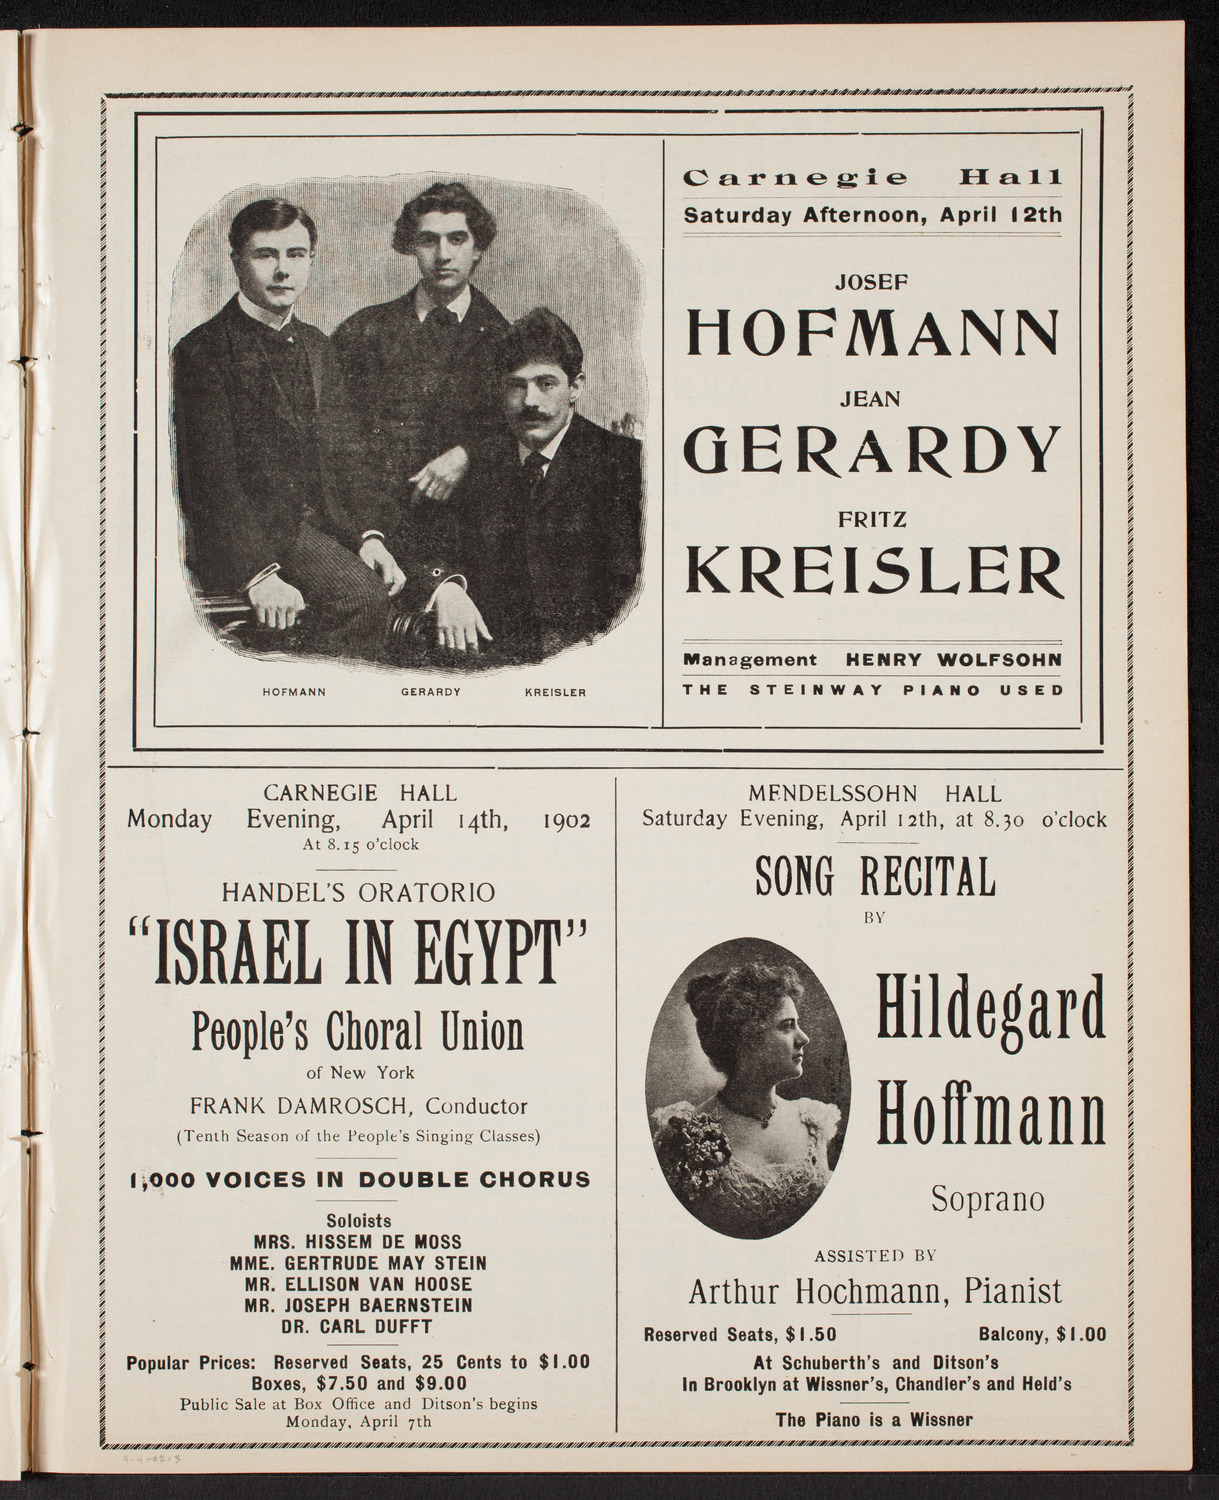 HOFMANN GERARDY KREISLER
Carnegie Hall
Saturday Afternoon, April 12th
JOSEF
HOFMANN
JEAN
GERARDY
FRITZ
KREISLER
Management HENRY WOLFSOHN
THE STEINWAY PIANO USED
CARNEGIE HALL
Monday Evening, April 14th, 1902
At 8.15 o'clock
HANDEL'S ORATORIO
"ISRAEL IN EGYPT"
People's Choral Union
of New York
FRANK DAMROSCH, Conductor
(Tenth Season of the People's Singing Classes)
1,000 VOICES IN DOUBLE CHORUS
Soloists
MRS. HISSEM DE MOSS
MME. GERTRUDE MAY STEIN
MR. ELLISON VAN HOOSE
MR. JOSEPH BAERNSTEIN
DR. CARL DUFFT
Popular Prices: Reserved Seats, 25 Cents to $1.00
Boxes, $7.50 and $9.00
Public Sale at Box Office and Ditson's begins
Monday, April 7th
MENDELSSOHN HALL
Saturday Evening, April 12th, at 8.30 o'clock
SONG RECITAL
BY
Hildegard
Hoffmann
Soprano
ASSISTED BY
Arthur Hochmann, Pianist
Reserved Seats, $1.50 Balcony, $1.00
At Schuberth's and Ditson's
In Brooklyn at Wissner's, Chandler's and Held's
The Piano is a Wissner